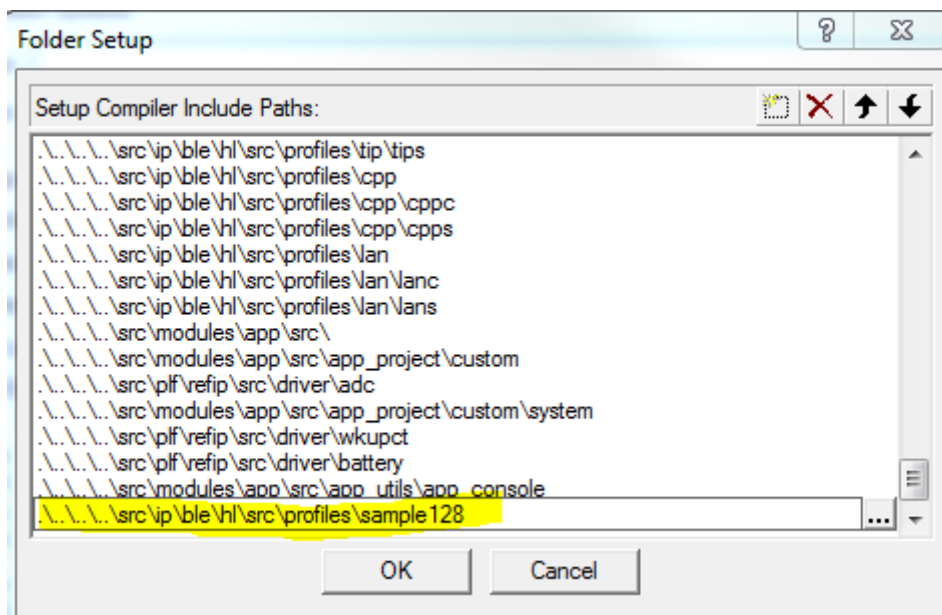 Folder Setup
Setup Compiler Include Paths:
.\..\..\..\src\ip\ble\hl\src\profiles\tip\tips
.\..\..\..\src\ip\ble\hl\src\profiles\cpp
.\..\..\..\src\ip\ble\hl\src\profiles\cpp\cppc
.\..\..\..\src\ip\ble\hl\src\profiles\cpp\cpps
.\..\..\..\src\ip\ble\hl\src\profiles\lan
.\..\..\..\src\ip\ble\hl\src\profiles\lan\lanc
.\..\..\..\src\ip\ble\hl\src\profiles\lan\lans
.\..\..\..\src\modules\app\src\
.\..\..\..\src\modules\app\src\app_project\custom
.\..\..\..\src\plf\refip\src\driver\adc
.\..\..\..\src\modules\app\src\app_project\custom\system
.\..\..\..\src\plf\refip\src\driver\wkupct
.\..\..\..\src\plf\refip\src\driver\battery
.\..\..\..\src\modules\app\src\app_utils\app_console
.\..\..\..\src\ip\ble\hl\src\profiles\sample128
...
OK Cancel